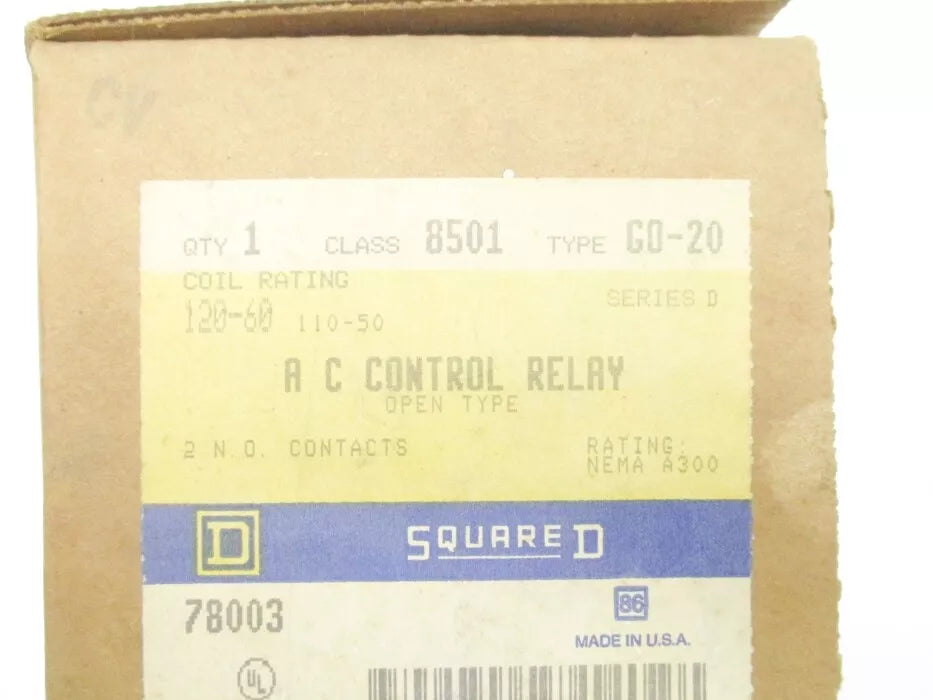 CV
QTY 1 CLASS 8501 TYPE GO-20
COIL RATING
SERIES D
120-60 110-50
A C CONTROL RELAY
OPEN TYPE
2 N.O. CONTACTS
RATING:
NEMA A300
D SQUARE D
78003
86
MADE IN U.S.A.
UL